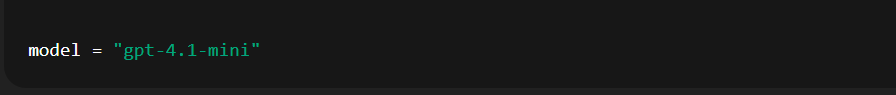 model = "gpt-4.1-mini"